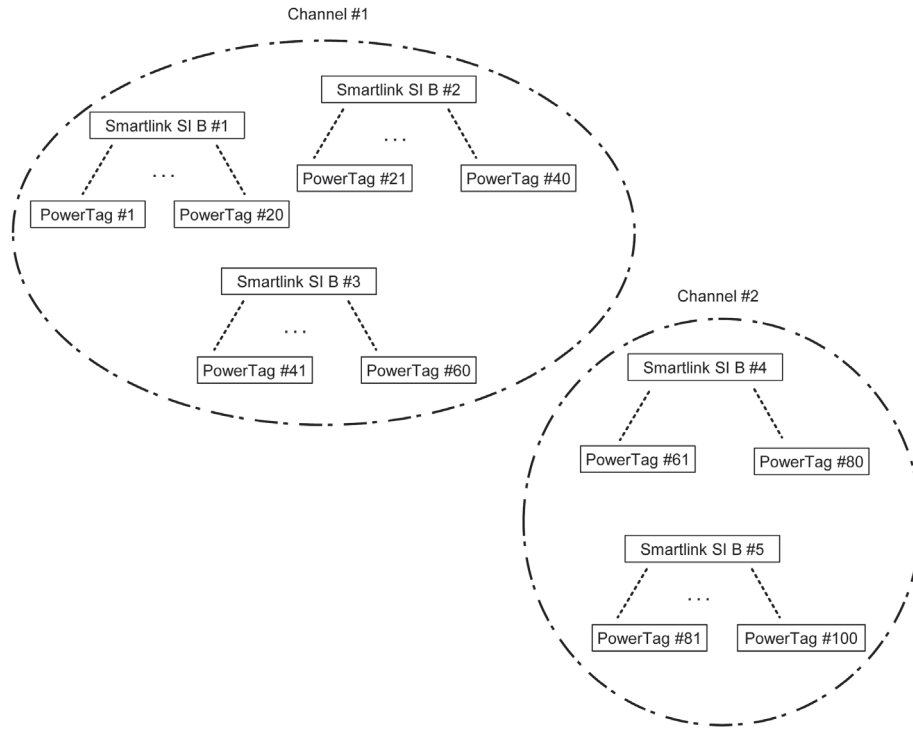 Channel #1
Smartlink SI B #2
Smartlink SI B #1
...
...
PowerTag #21
PowerTag #40
PowerTag #1
PowerTag #20
Smartlink SI B #3
...
PowerTag #41
PowerTag #60
Channel #2
Smartlink SI B #4
PowerTag #61
PowerTag #80
Smartlink SI B #5
...
PowerTag #81
PowerTag #100